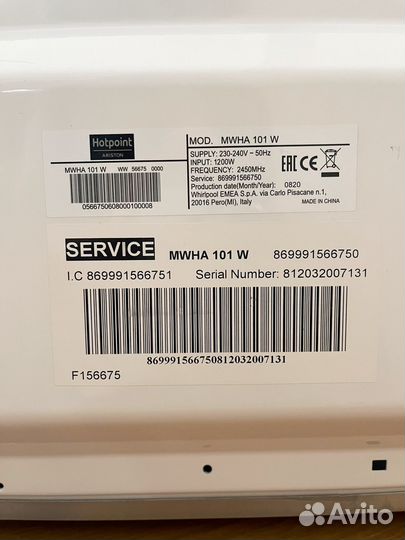 Hotpoint
ARISTON
MOD. MWHA 101 W
MWHA 101 W WW 56675 0000
0566750608000100008
SUPPLY: 230-240V ~ 50Hz
INPUT: 1200W
FREQUENCY: 2450MHz
Service: 869991566750
Production date(Month/Year): 0820
Whirlpool EMEA S.p.A. via Carlo Pisacane n.1,
20016 Pero(MI), Italy
EAC CE
MADE IN CHINA
SERVICE MWHA 101 W 869991566750
I.C 869991566751 Serial Number: 812032007131
869991566750812032007131
F156675
Avito